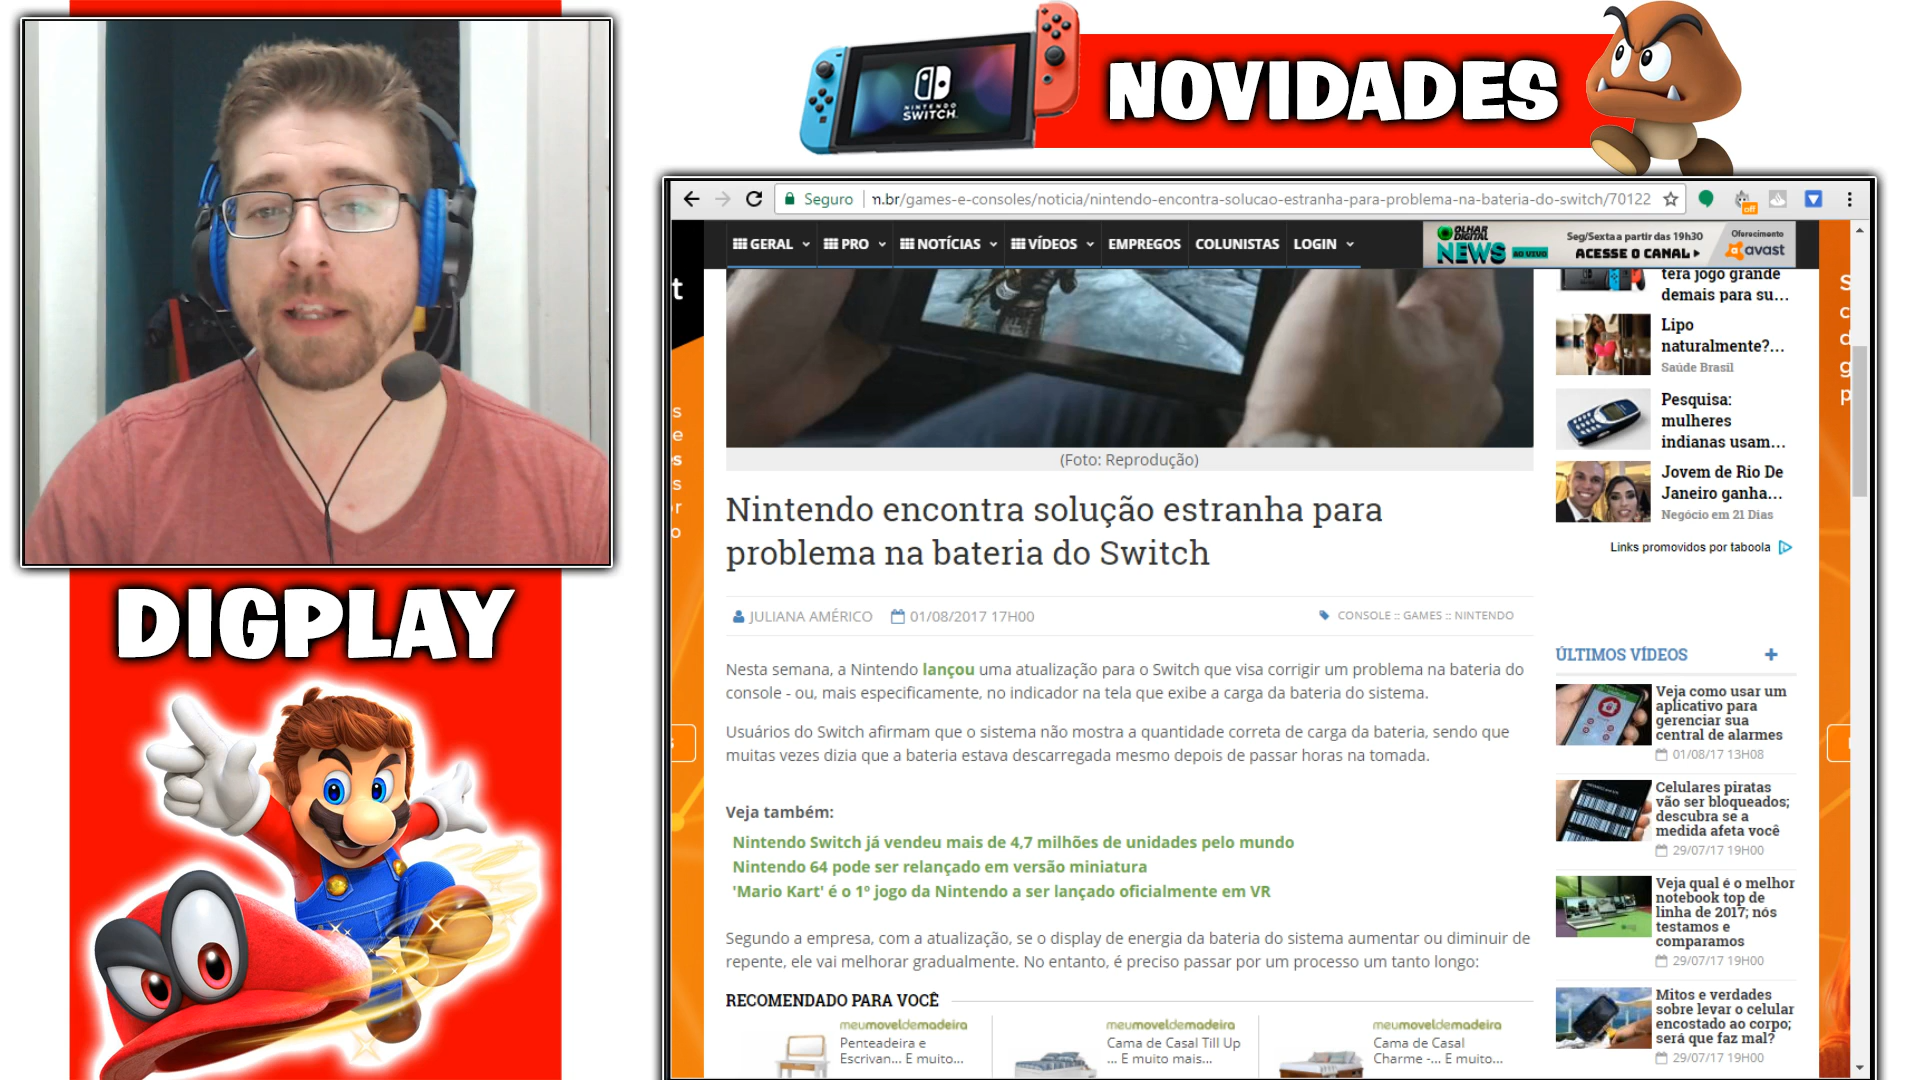 NOVIDADES
NINTENDO
SWITCH
DIGPLAY
Seguro
n.br/games-e-consoles/noticia/nintendo-encontra-solucao-estranha-para-problema-na-bateria-do-switch/70122
off
GERAL
PRO
NOTÍCIAS
VÍDEOS
EMPREGOS
COLUNISTAS
LOGIN
OLHAR
DIGITAL
NEWS
AO VIVO
Seg/Sexta a partir das 19h30
ACESSE O CANAL
Oferecimento
avast
(Foto: Reprodução)
Nintendo encontra solução estranha para
problema na bateria do Switch
JULIANA AMÉRICO
01/08/2017 17H00
CONSOLE :: GAMES :: NINTENDO
Nesta semana, a Nintendo lançou uma atualização para o Switch que visa corrigir um problema na bateria do
console - ou, mais especificamente, no indicador na tela que exibe a carga da bateria do sistema.
Usuários do Switch afirmam que o sistema não mostra a quantidade correta de carga da bateria, sendo que
muitas vezes dizia que a bateria estava descarregada mesmo depois de passar horas na tomada.
Veja também:
Nintendo Switch já vendeu mais de 4,7 milhões de unidades pelo mundo
Nintendo 64 pode ser relançado em versão miniatura
'Mario Kart' é o 1º jogo da Nintendo a ser lançado oficialmente em VR
Segundo a empresa, com a atualização, se o display de energia da bateria do sistema aumentar ou diminuir de
repente, ele vai melhorar gradualmente. No entanto, é preciso passar por um processo um tanto longo:
RECOMENDADO PARA VOCÊ
meumoveldemadeira
Penteadeira e
Escrivan... E muito...
meumoveldemadeira
Cama de Casal Till Up
... E muito mais...
meumoveldemadeira
Cama de Casal
Charme -... E muito...
terá jogo grande
demais para su...
Lipo
naturalmente?...
Saúde Brasil
Pesquisa:
mulheres
indianas usam...
Jovem de Rio De
Janeiro ganha...
Negócio em 21 Dias
Links promovidos por taboola
ÚLTIMOS VÍDEOS
+
Veja como usar um
aplicativo para
gerenciar sua
central de alarmes
01/08/17 13H08
Celulares piratas
vão ser bloqueados;
descubra se a
medida afeta você
29/07/17 19H00
Veja qual é o melhor
notebook top de
linha de 2017; nós
testamos e
comparamos
29/07/17 19H00
Mitos e verdades
sobre levar o celular
encostado ao corpo;
será que faz mal?
29/07/17 19H00